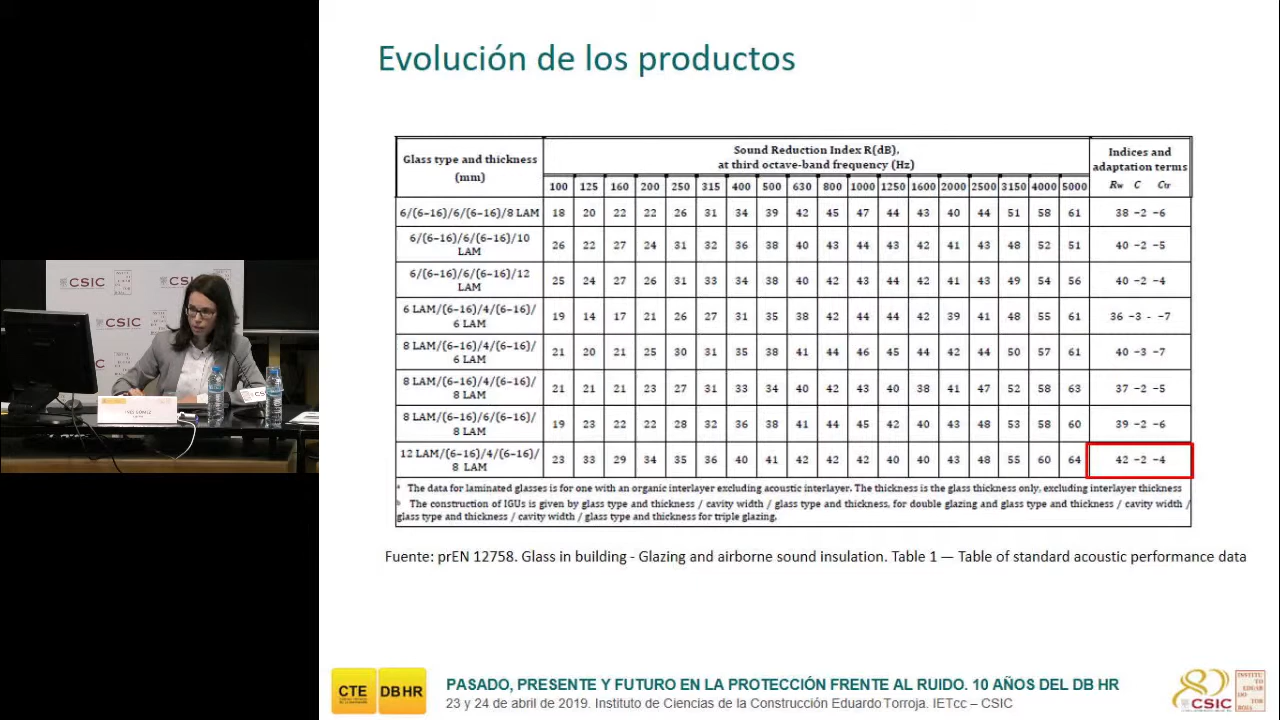 Evolución de los productos
Glass type and thickness (mm) | Sound Reduction Index R(dB), at third octave-band frequency (Hz) | Indices and adaptation terms
100 125 160 200 250 315 400 500 630 800 1000 1250 1600 2000 2500 3150 4000 5000 Rw C Ctr
6/(6–16)/6/(6–16)/8 LAM 18 20 22 22 26 31 34 39 42 45 47 44 43 40 44 51 58 61 38 –2 –6
6/(6–16)/6/(6–16)/10 LAM 26 22 27 24 31 32 36 38 40 43 44 43 42 41 43 48 52 51 40 –2 –5
6/(6–16)/6/(6–16)/12 LAM 25 24 27 26 31 33 34 38 40 42 43 43 42 41 43 49 54 56 40 –2 –4
6 LAM/(6–16)/4/(6–16)/ 6 LAM 19 14 17 21 26 27 31 35 38 42 44 44 42 39 41 48 55 61 36 –3 - –7
8 LAM/(6–16)/4/(6–16)/ 6 LAM 21 20 21 25 30 31 35 38 41 44 46 45 44 42 44 50 57 61 40 –3 –7
8 LAM/(6–16)/4/(6–16)/ 8 LAM 21 21 21 23 27 31 33 34 40 42 43 40 38 41 47 52 58 63 37 –2 –5
8 LAM/(6–16)/6/(6–16)/ 8 LAM 19 23 22 22 28 32 36 38 41 44 45 42 40 43 48 53 58 60 39 –2 –6
12 LAM/(6–16)/4/(6–16)/ 8 LAM 23 33 29 34 35 36 40 41 42 42 42 40 40 43 48 55 60 64 42 –2 –4
a The data for laminated glasses is for one with an organic interlayer excluding acoustic interlayer. The thickness is the glass thickness only, excluding interlayer thickness
b The construction of IGUs is given by glass type and thickness / cavity width / glass type and thickness, for double glazing and glass type and thickness / cavity width /
glass type and thickness / cavity width / glass type and thickness for triple glazing.
Fuente: prEN 12758. Glass in building - Glazing and airborne sound insulation. Table 1 — Table of standard acoustic performance data
CSIC
CSIC
CSIC
CSIC
INÉS GÓMEZ
CTE
DB HR
PASADO, PRESENTE Y FUTURO EN LA PROTECCIÓN FRENTE AL RUIDO. 10 AÑOS DEL DB HR
23 y 24 de abril de 2019. Instituto de Ciencias de la Construcción Eduardo Torroja. IETcc – CSIC
80
CSIC
INSTITU
TO EDUAR
DO TOR
ROJA